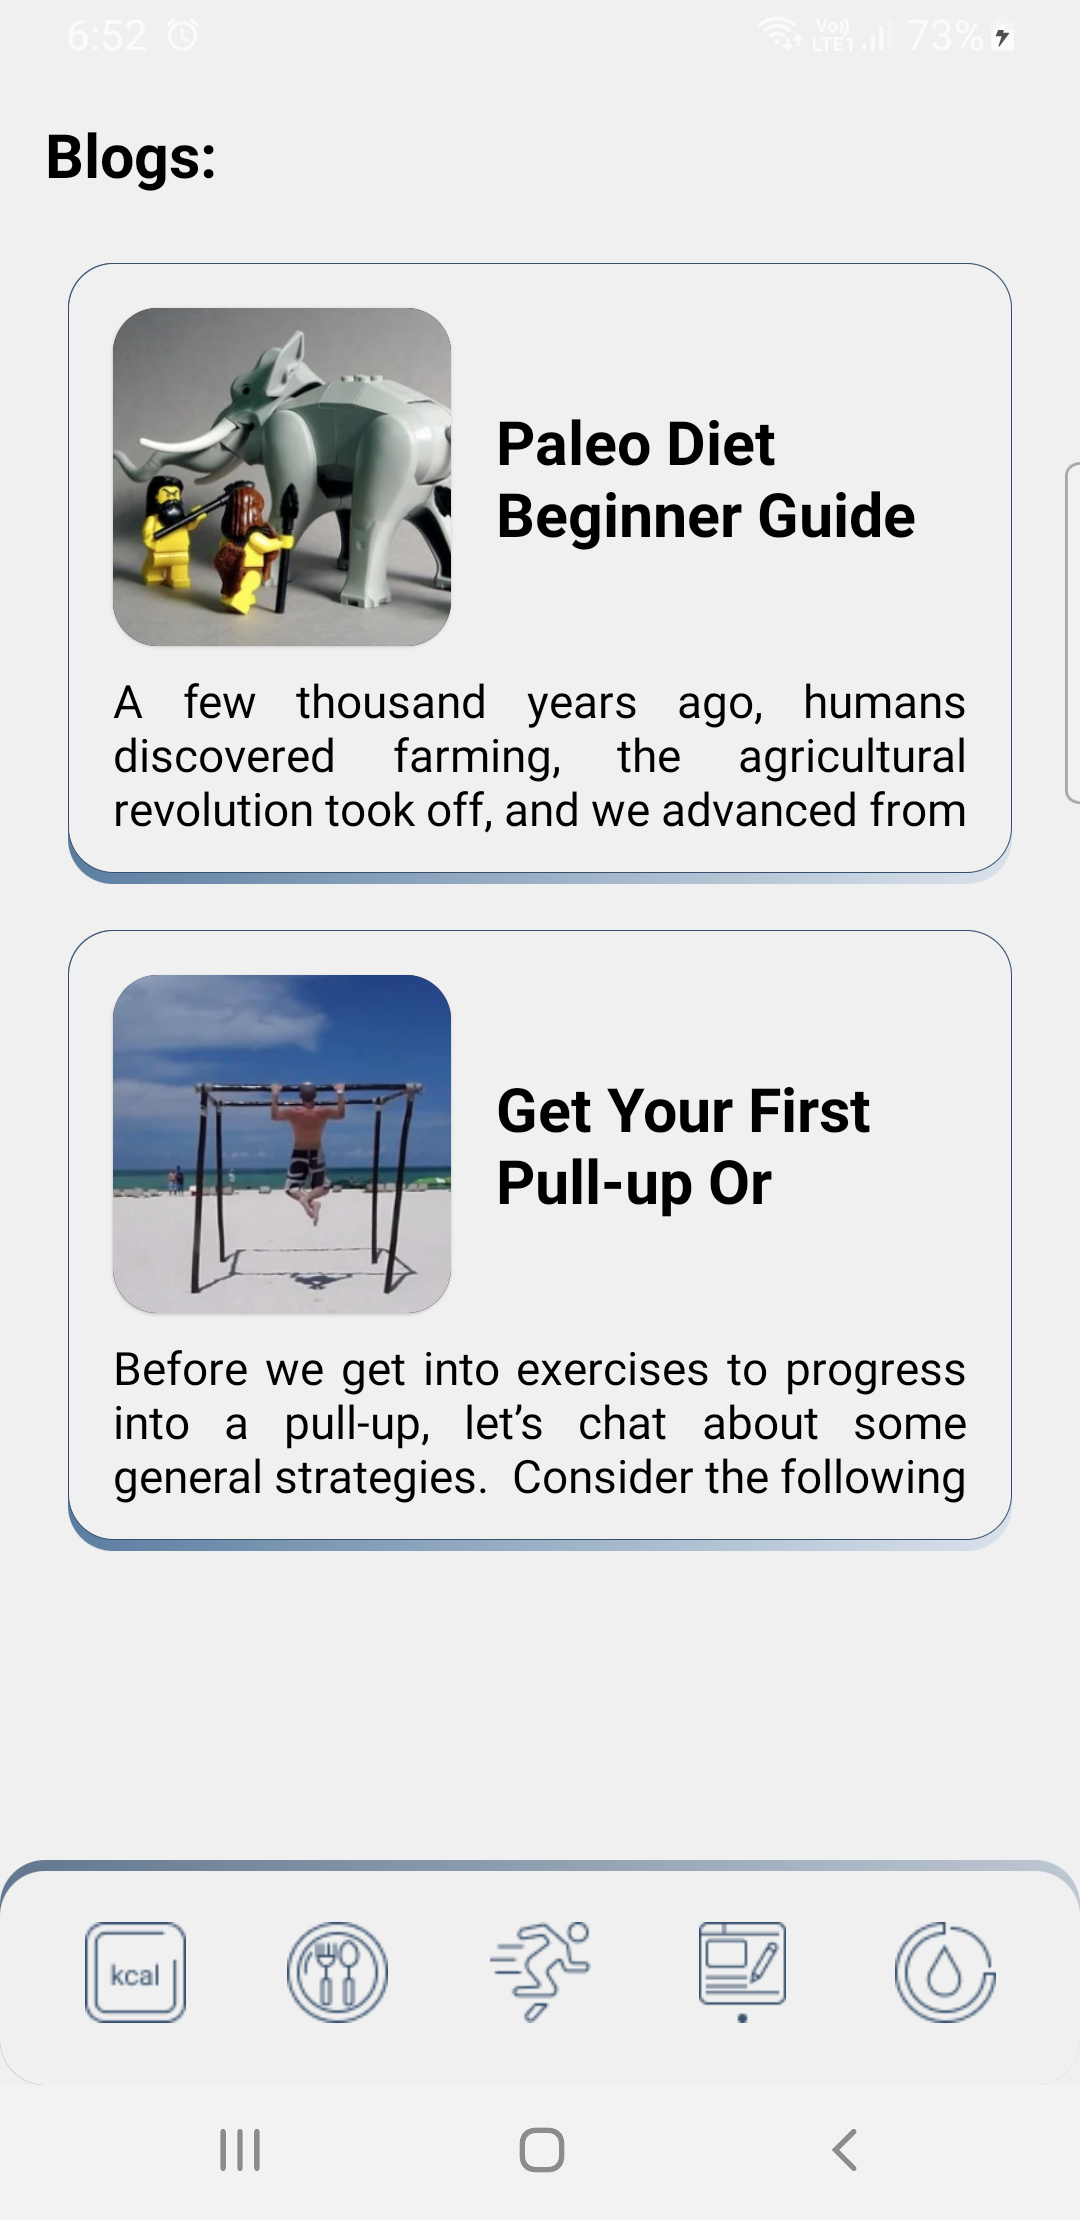 6:52
Vo)) LTE1 73%
Blogs:
Paleo Diet
Beginner Guide
A few thousand years ago, humans
discovered farming, the agricultural
revolution took off, and we advanced from
Get Your First
Pull-up Or
Before we get into exercises to progress
into a pull-up, let’s chat about some
general strategies.  Consider the following
kcal